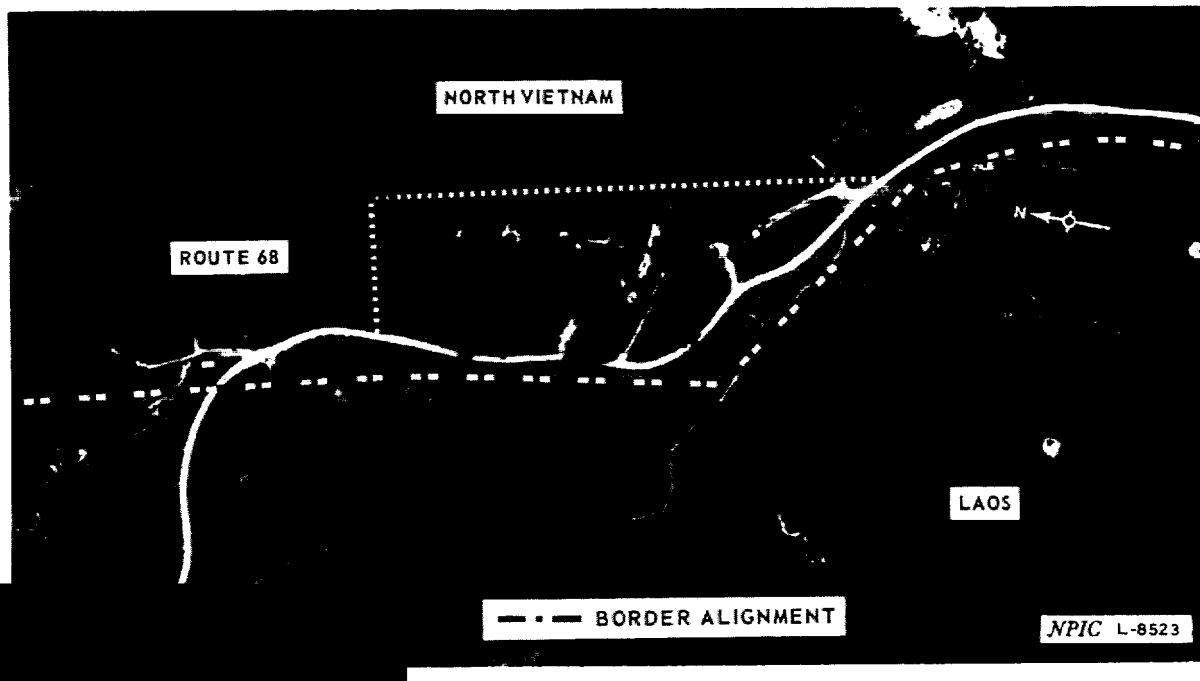 NORTH VIETNAM
ROUTE 68
N
LAOS
BORDER ALIGNMENT
NPIC L-8523